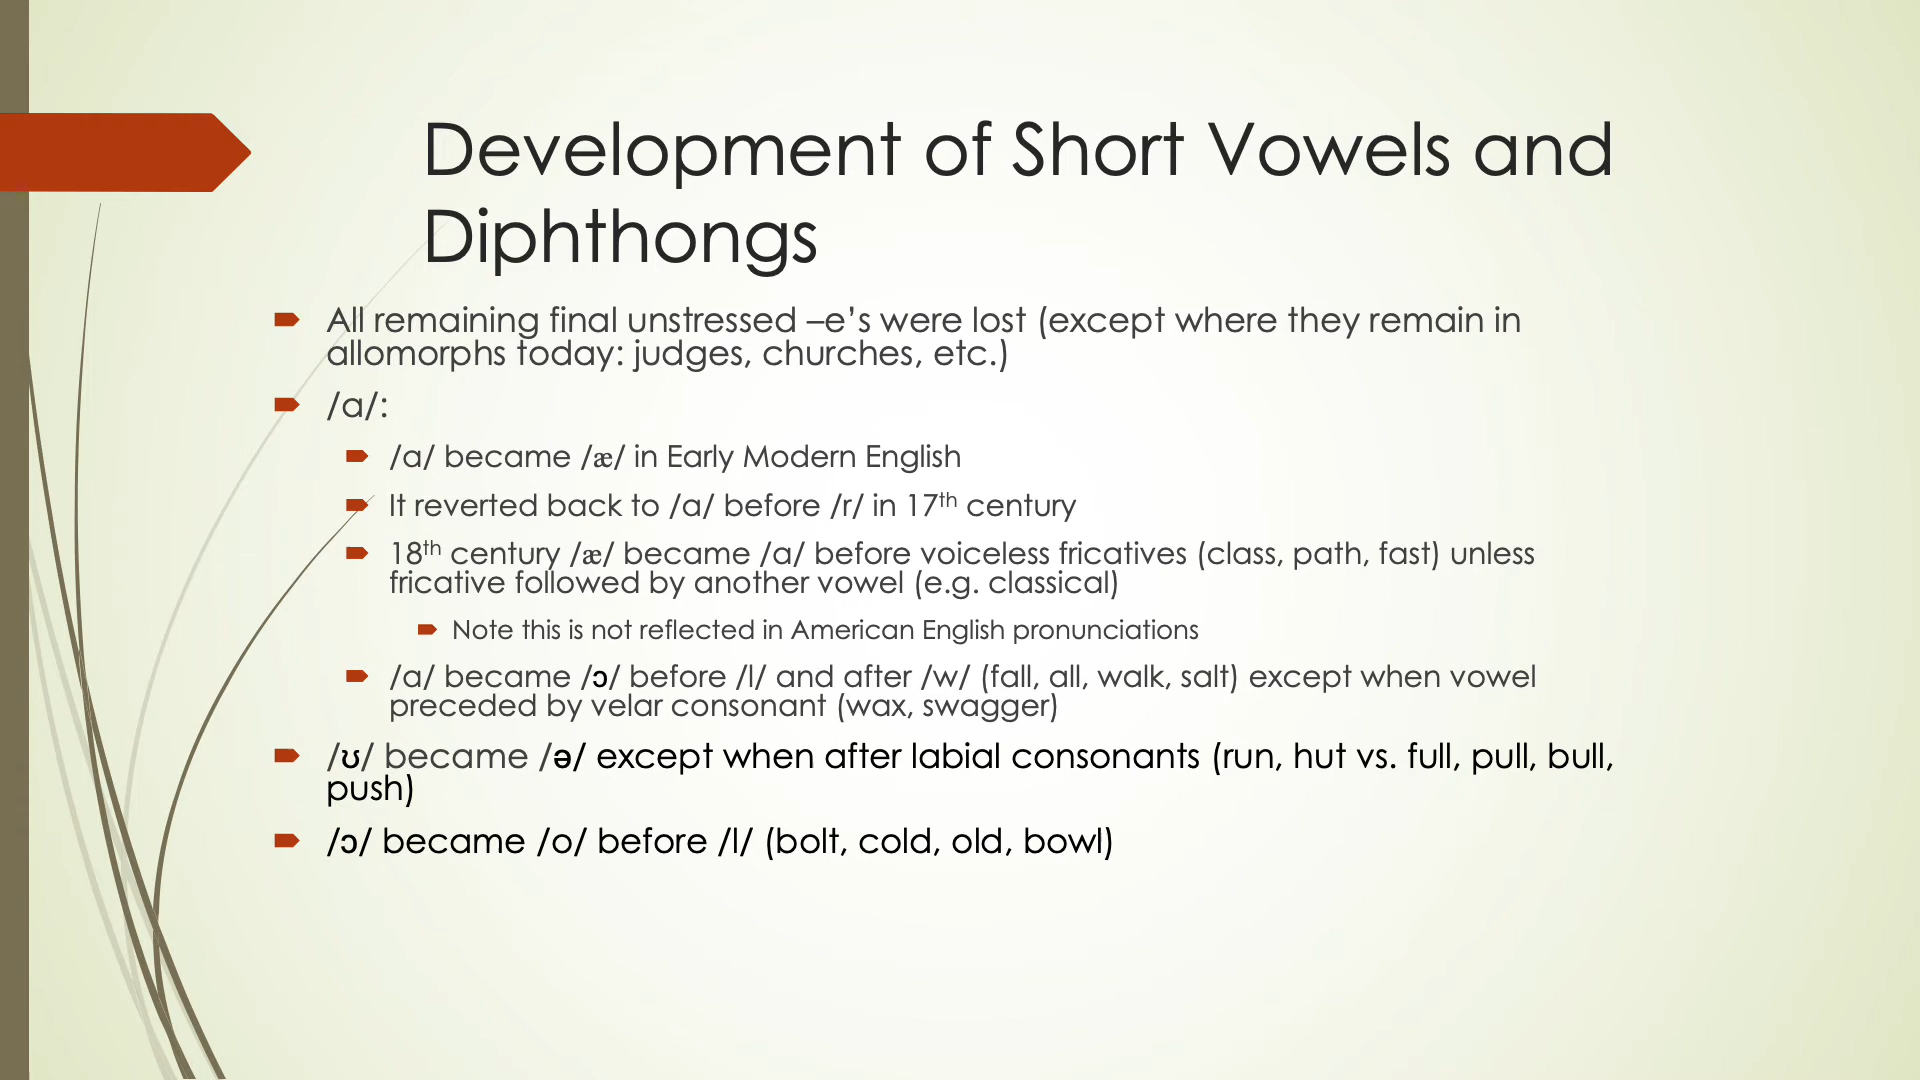 Development of Short Vowels and
Diphthongs
All remaining final unstressed –e’s were lost (except where they remain in
allomorphs today: judges, churches, etc.)
/a/:
/a/ became /æ/ in Early Modern English
It reverted back to /a/ before /r/ in 17th century
18th century /æ/ became /a/ before voiceless fricatives (class, path, fast) unless
fricative followed by another vowel (e.g. classical)
Note this is not reflected in American English pronunciations
/a/ became /ɔ/ before /l/ and after /w/ (fall, all, walk, salt) except when vowel
preceded by velar consonant (wax, swagger)
/ʊ/ became /ə/ except when after labial consonants (run, hut vs. full, pull, bull,
push)
/ɔ/ became /o/ before /l/ (bolt, cold, old, bowl)